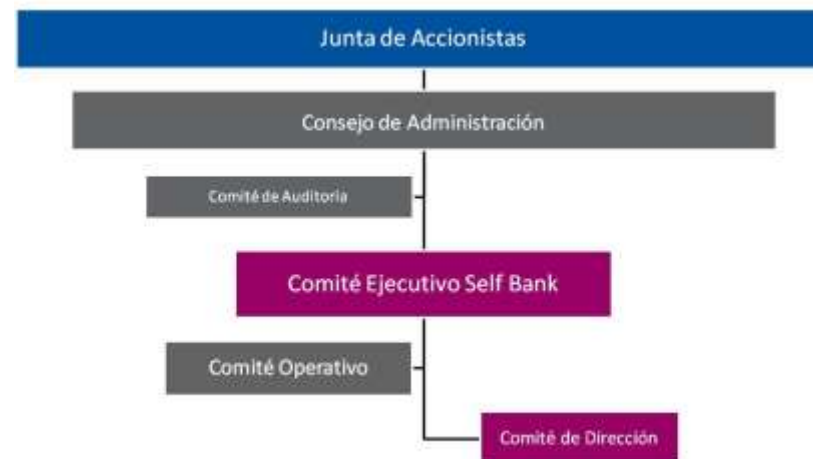 Junta de Accionistas
Consejo de Administración
Comité de Auditoria
Comité Ejecutivo Self Bank
Comité Operativo
Comité de Dirección